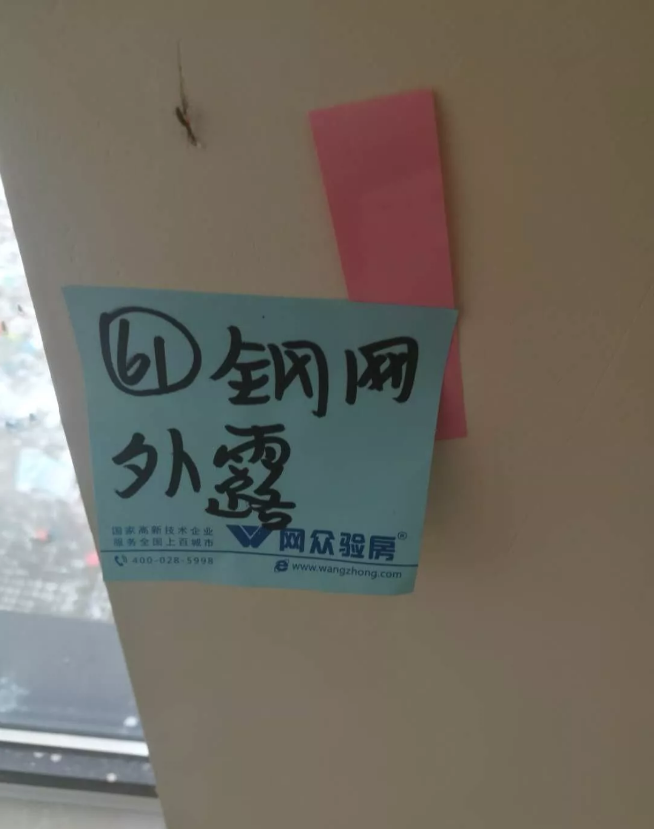 61 钢网
外露
国家高新技术企业
服务全国上百城市
网众验房®
400-028-5998
www.wangzhong.com